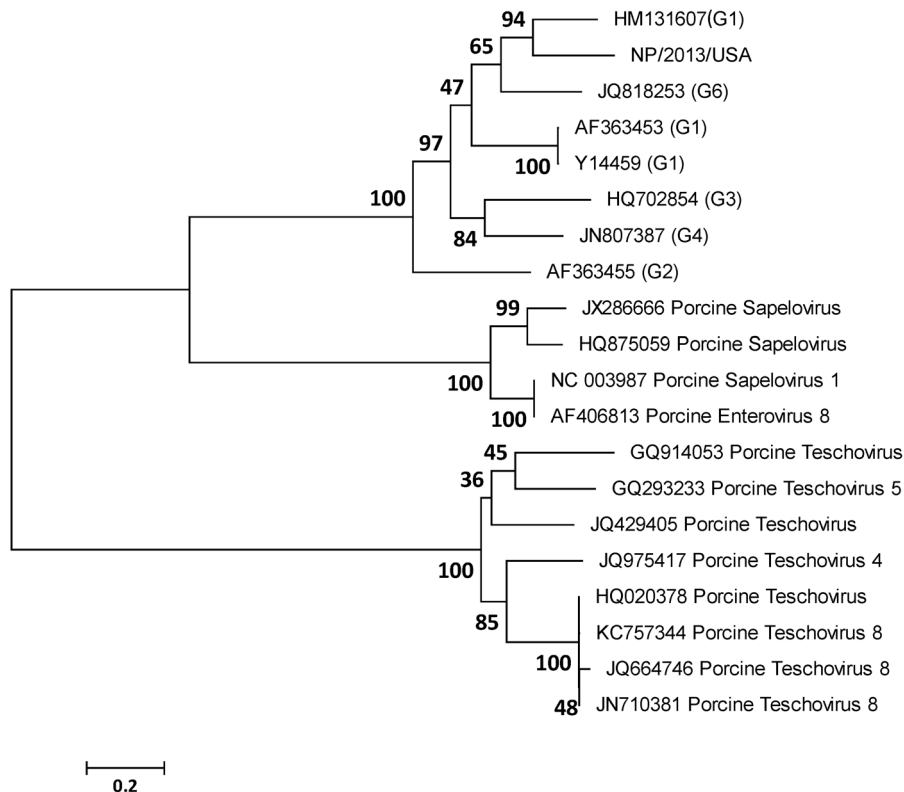 94
HM131607(G1)
65
NP/2013/USA
47
JQ818253 (G6)
97
AF363453 (G1)
100
Y14459 (G1)
100
HQ702854 (G3)
84
JN807387 (G4)
AF363455 (G2)
99
JX286666 Porcine Sapelovirus
HQ875059 Porcine Sapelovirus
100
NC 003987 Porcine Sapelovirus 1
100
AF406813 Porcine Enterovirus 8
45
GQ914053 Porcine Teschovirus
36
GQ293233 Porcine Teschovirus 5
JQ429405 Porcine Teschovirus
100
JQ975417 Porcine Teschovirus 4
85
HQ020378 Porcine Teschovirus
KC757344 Porcine Teschovirus 8
100
JQ664746 Porcine Teschovirus 8
48
JN710381 Porcine Teschovirus 8
0.2